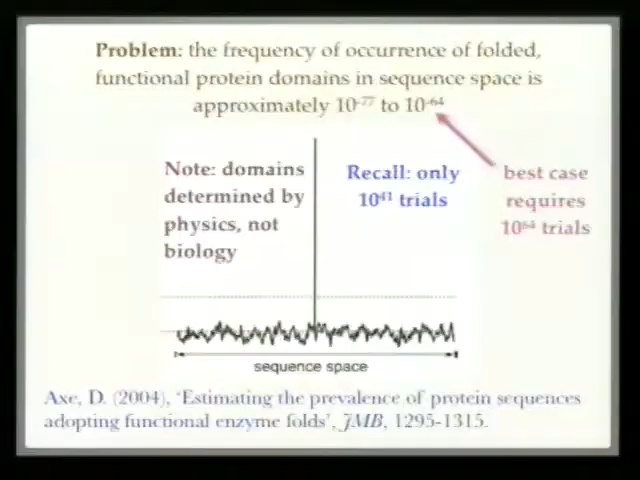 Problem: the frequency of occurrence of folded,
functional protein domains in sequence space is
approximately 10⁻⁷⁷ to 10⁻⁶⁴
Note: domains
determined by
physics, not
biology
Recall: only
10⁴¹ trials
best case
requires
10⁶⁴ trials
sequence space
Axe, D. (2004), ‘Estimating the prevalence of protein sequences
adopting functional enzyme folds’, JMB, 1295-1315.